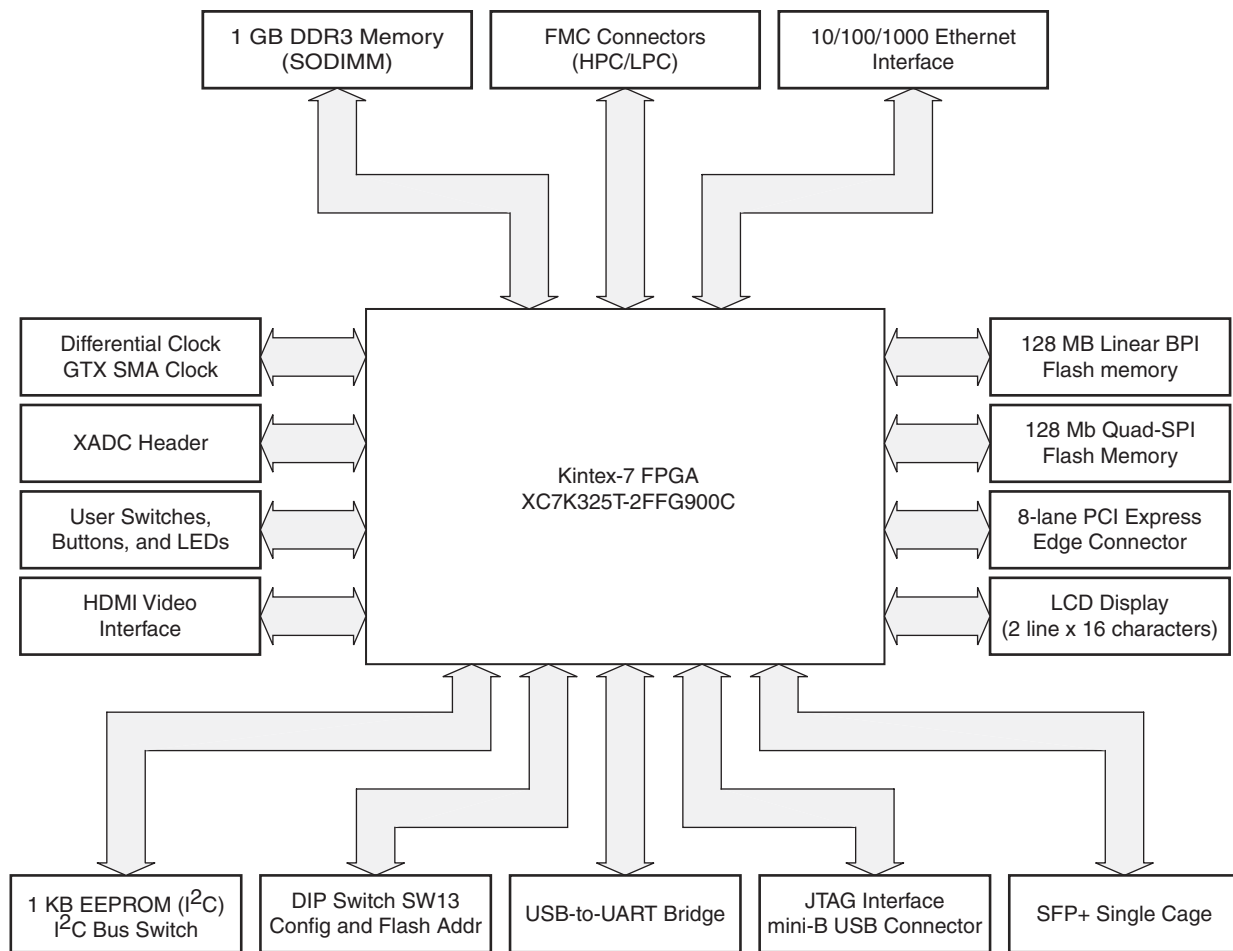 1 GB DDR3 Memory
(SODIMM)
FMC Connectors
(HPC/LPC)
10/100/1000 Ethernet
Interface
Differential Clock
GTX SMA Clock
XADC Header
User Switches,
Buttons, and LEDs
HDMI Video
Interface
Kintex-7 FPGA
XC7K325T-2FFG900C
128 MB Linear BPI
Flash memory
128 Mb Quad-SPI
Flash Memory
8-lane PCI Express
Edge Connector
LCD Display
(2 line x 16 characters)
1 KB EEPROM (I²C)
I²C Bus Switch
DIP Switch SW13
Config and Flash Addr
USB-to-UART Bridge
JTAG Interface
mini-B USB Connector
SFP+ Single Cage